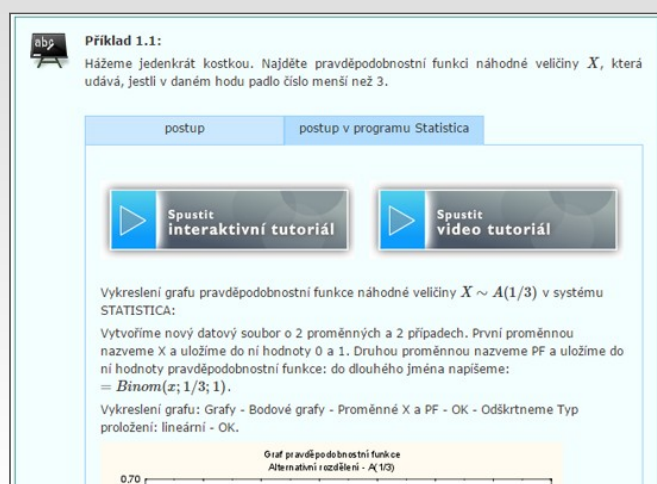 abc
Příklad 1.1:
Hážeme jedenkrát kostkou. Najděte pravděpodobnostní funkci náhodné veličiny X, která
udává, jestli v daném hodu padlo číslo menší než 3.
postup
postup v programu Statistica
Spustit
interaktivní tutoriál
Spustit
video tutoriál
Vykreslení grafu pravděpodobnostní funkce náhodné veličiny X ∼ A(1/3) v systému
STATISTICA:
Vytvoříme nový datový soubor o 2 proměnných a 2 případech. První proměnnou
nazveme X a uložíme do ní hodnoty 0 a 1. Druhou proměnnou nazveme PF a uložíme do
ní hodnoty pravděpodobnostní funkce: do dlouhého jména napíšeme:
= Binom(x; 1/3; 1).
Vykreslení grafu: Grafy - Bodové grafy - Proměnné X a PF - OK - Odškrtneme Typ
proložení: lineární - OK.
Graf pravděpodobnostní funkce
Alternativní rozdělení - A(1/3)
0,70